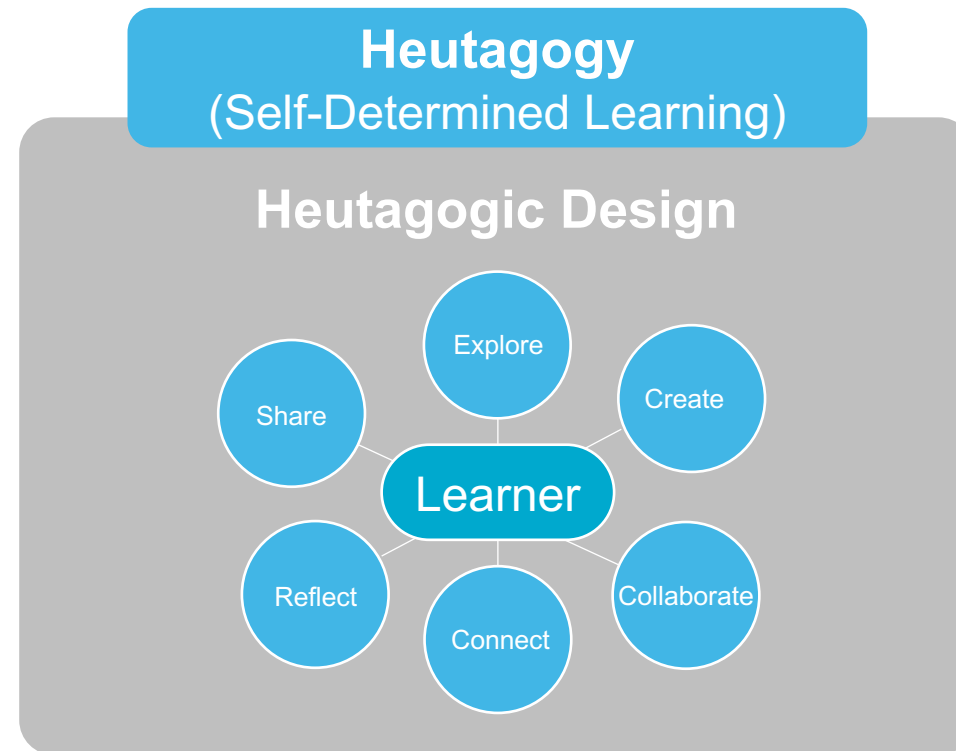 Heutagogy
(Self-Determined Learning)
Heutagogic Design
Explore
Create
Share
Learner
Reflect
Collaborate
Connect